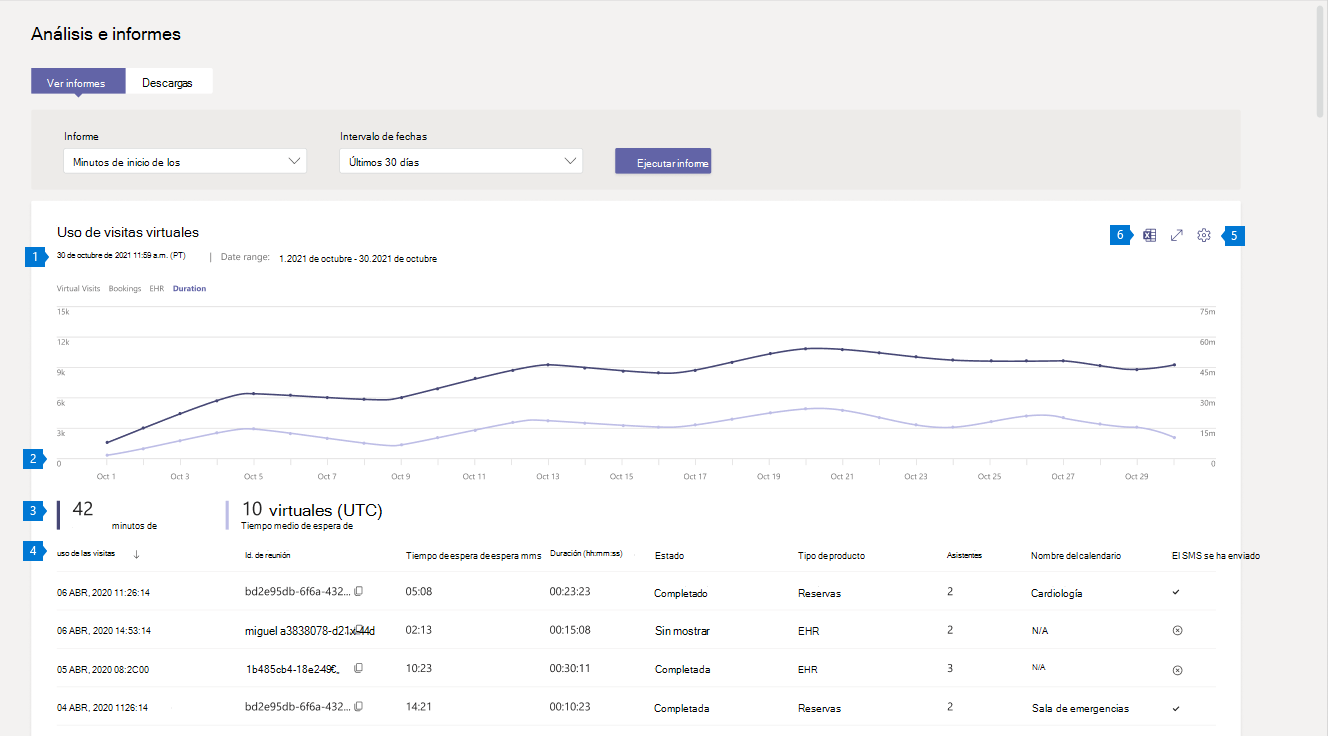 Análisis e informes
Ver informes
Descargas
Informe
Intervalo de fechas
Minutos de inicio de los
Últimos 30 días
Ejecutar infome
Uso de visitas virtuales
6
5
1
30 de octubre de 2021 11:59 a.m. (PT)
|
Date range:
1.2021 de octubre - 30.2021 de octubre
Virtual Visits
Bookings
EHR
Duration
15k
75m
12k
60m
9k
45m
6k
30m
3k
15m
2
0
0
Oct 1
Oct 3
Oct 5
Oct 7
Oct 9
Oct 11
Oct 13
Oct 15
Oct 17
Oct 19
Oct 21
Oct 23
Oct 25
Oct 27
Oct 29
3
42
minutos de
10 virtuales (UTC)
Tiempo medio de espera de
4
uso de las visitas
Id. de reunión
Tiempo de espera de espera mms
Duración (hh:mm:ss)
Estado
Tipo de producto
Asistentes
Nombre del calendario
El SMS se ha enviado
06 ABR, 2020 11:26:14
bd2e95db-6f6a-432...
05:08
00:23:23
Completado
Reservas
2
Cardiología
06 ABR, 2020 14:53:14
miguel a3838078-d21x-44d
02:13
00:15:08
Sin mostrar
EHR
2
N/A
05 ABR, 2020 08:2C00
1b485cb4-18e2-49€.
10:23
00:30:11
Completada
EHR
3
N/A
04 ABR, 2020 1126:14
bd2e95db-6f6a-432...
14:21
00:10:23
Completada
Reservas
2
Sala de emergencias